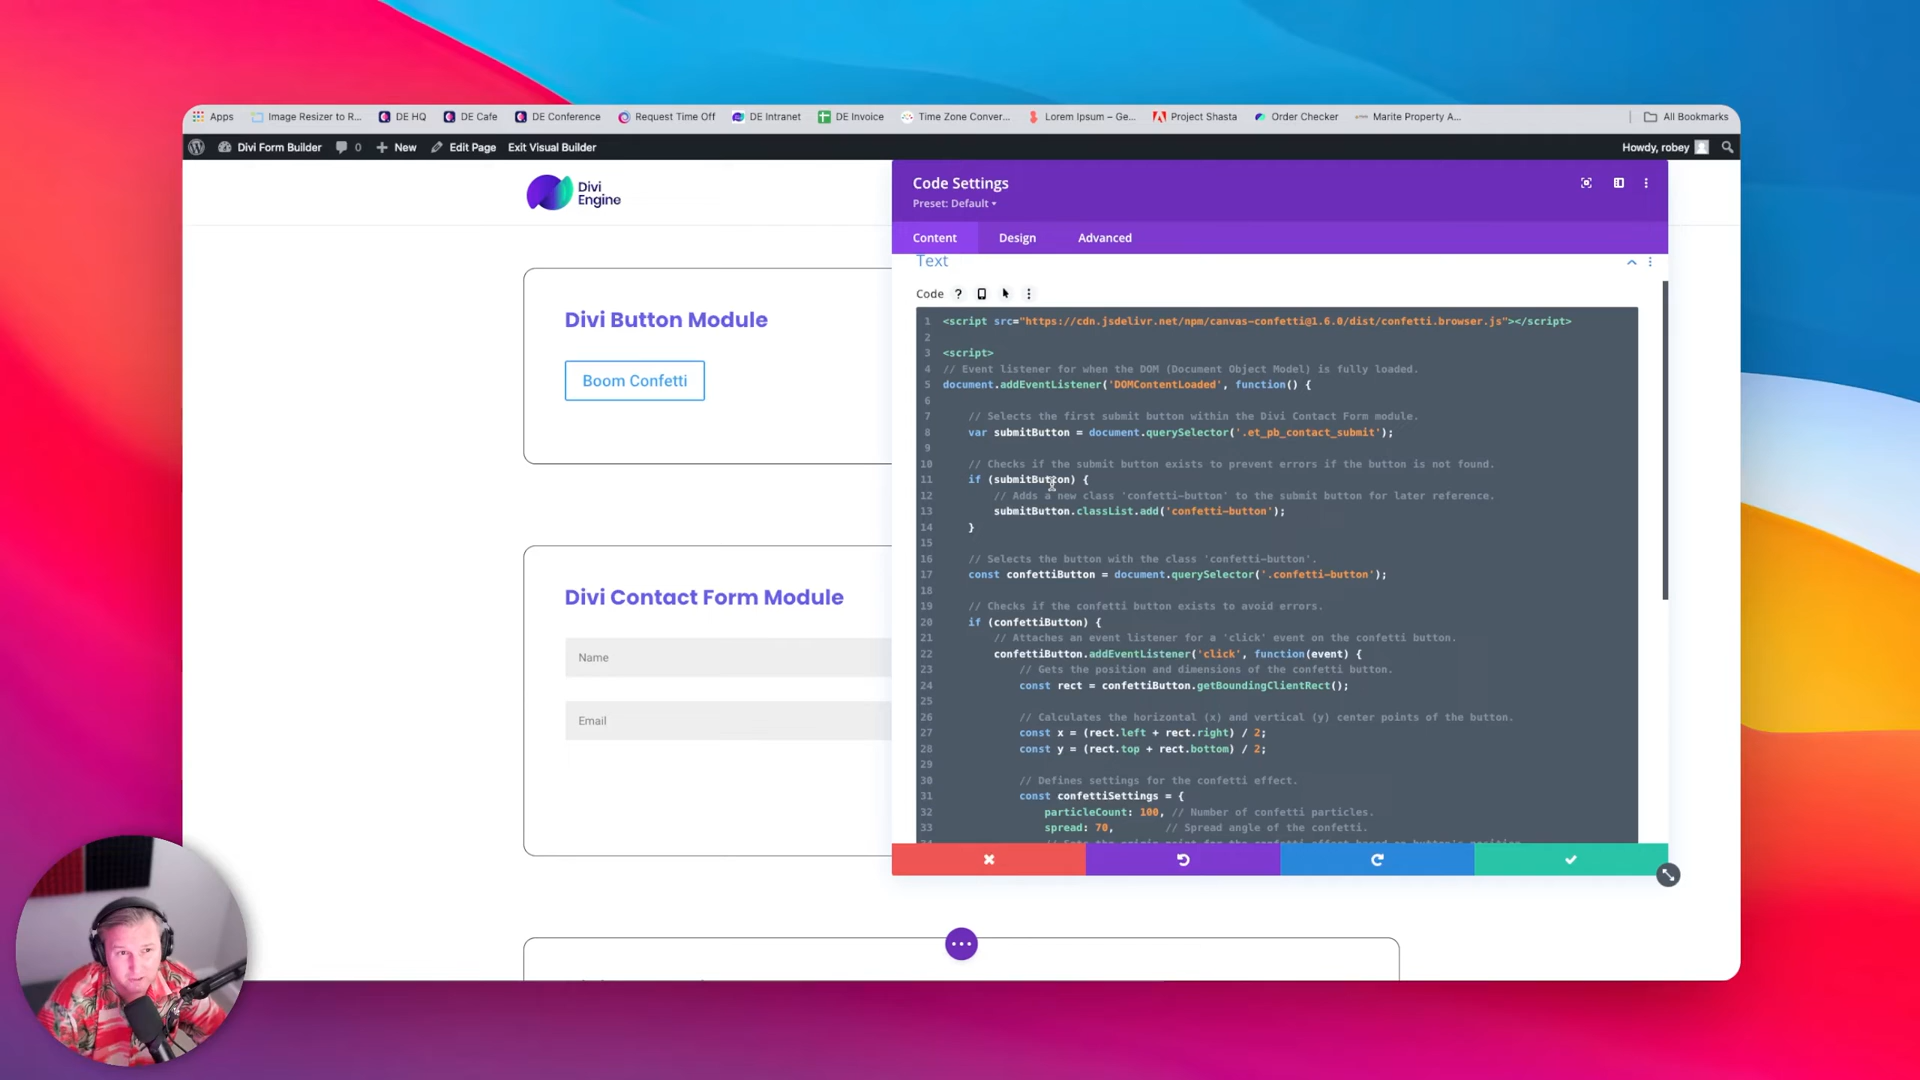 Apps
Image Resizer to R...
DE HQ
DE Cafe
DE Conference
Request Time Off
DE Intranet
DE Invoice
Time Zone Conver...
Lorem Ipsum – Ge...
Project Shasta
Order Checker
Marite Property A...
All Bookmarks
Divi Form Builder
0
New
Edit Page
Exit Visual Builder
Howdy, robey
Divi
Engine
Divi Button Module
Boom Confetti
Divi Contact Form Module
Name
Email
Code Settings
Preset: Default
Content
Design
Advanced
Text
Code
?
1 <script src="https://cdn.jsdelivr.net/npm/canvas-confetti@1.6.0/dist/confetti.browser.js"></script>
2
3 <script>
4 // Event listener for when the DOM (Document Object Model) is fully loaded.
5 document.addEventListener('DOMContentLoaded', function() {
6
7 // Selects the first submit button within the Divi Contact Form module.
8 var submitButton = document.querySelector('.et_pb_contact_submit');
9
10 // Checks if the submit button exists to prevent errors if the button is not found.
11 if (submitButton) {
12 // Adds a new class 'confetti-button' to the submit button for later reference.
13 submitButton.classList.add('confetti-button');
14 }
15
16 // Selects the button with the class 'confetti-button'.
17 const confettiButton = document.querySelector('.confetti-button');
18
19 // Checks if the confetti button exists to avoid errors.
20 if (confettiButton) {
21 // Attaches an event listener for a 'click' event on the confetti button.
22 confettiButton.addEventListener('click', function(event) {
23 // Gets the position and dimensions of the confetti button.
24 const rect = confettiButton.getBoundingClientRect();
25
26 // Calculates the horizontal (x) and vertical (y) center points of the button.
27 const x = (rect.left + rect.right) / 2;
28 const y = (rect.top + rect.bottom) / 2;
29
30 // Defines settings for the confetti effect.
31 const confettiSettings = {
32 particleCount: 100, // Number of confetti particles.
33 spread: 70, // Spread angle of the confetti.